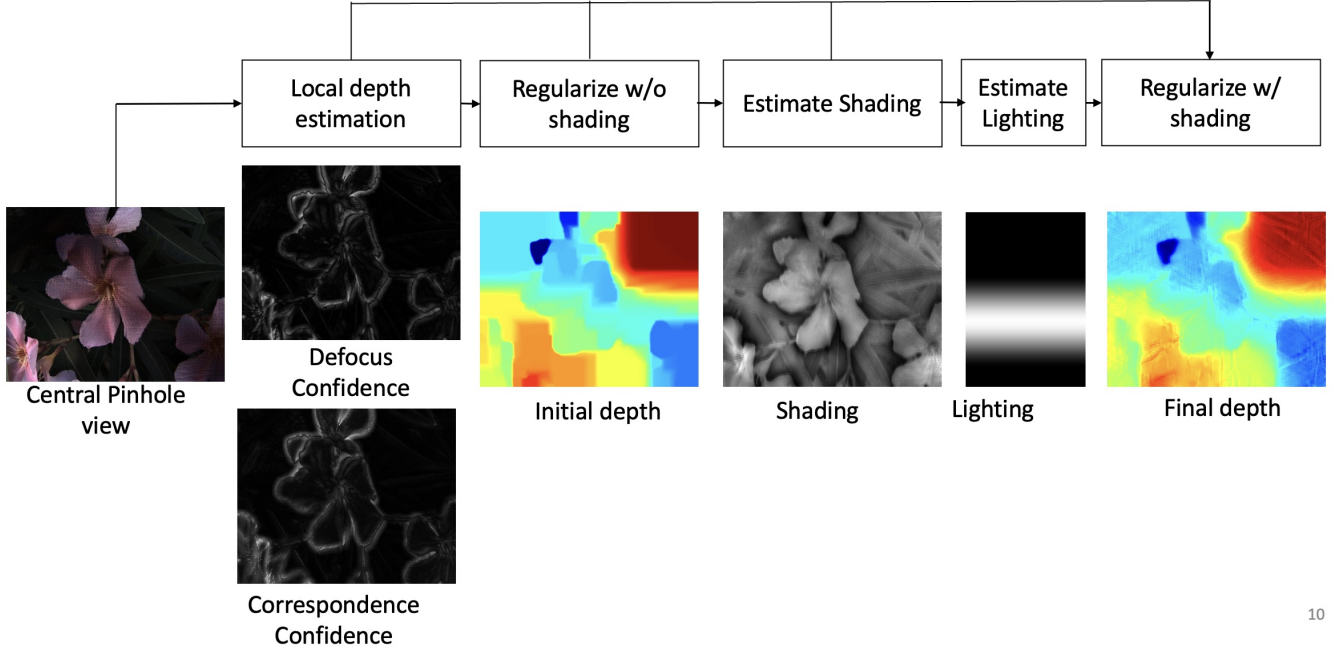 Local depth
estimation
Regularize w/o
shading
Estimate Shading
Estimate
Lighting
Regularize w/
shading
Central Pinhole
view
Defocus
Confidence
Correspondence
Confidence
Initial depth
Shading
Lighting
Final depth
10